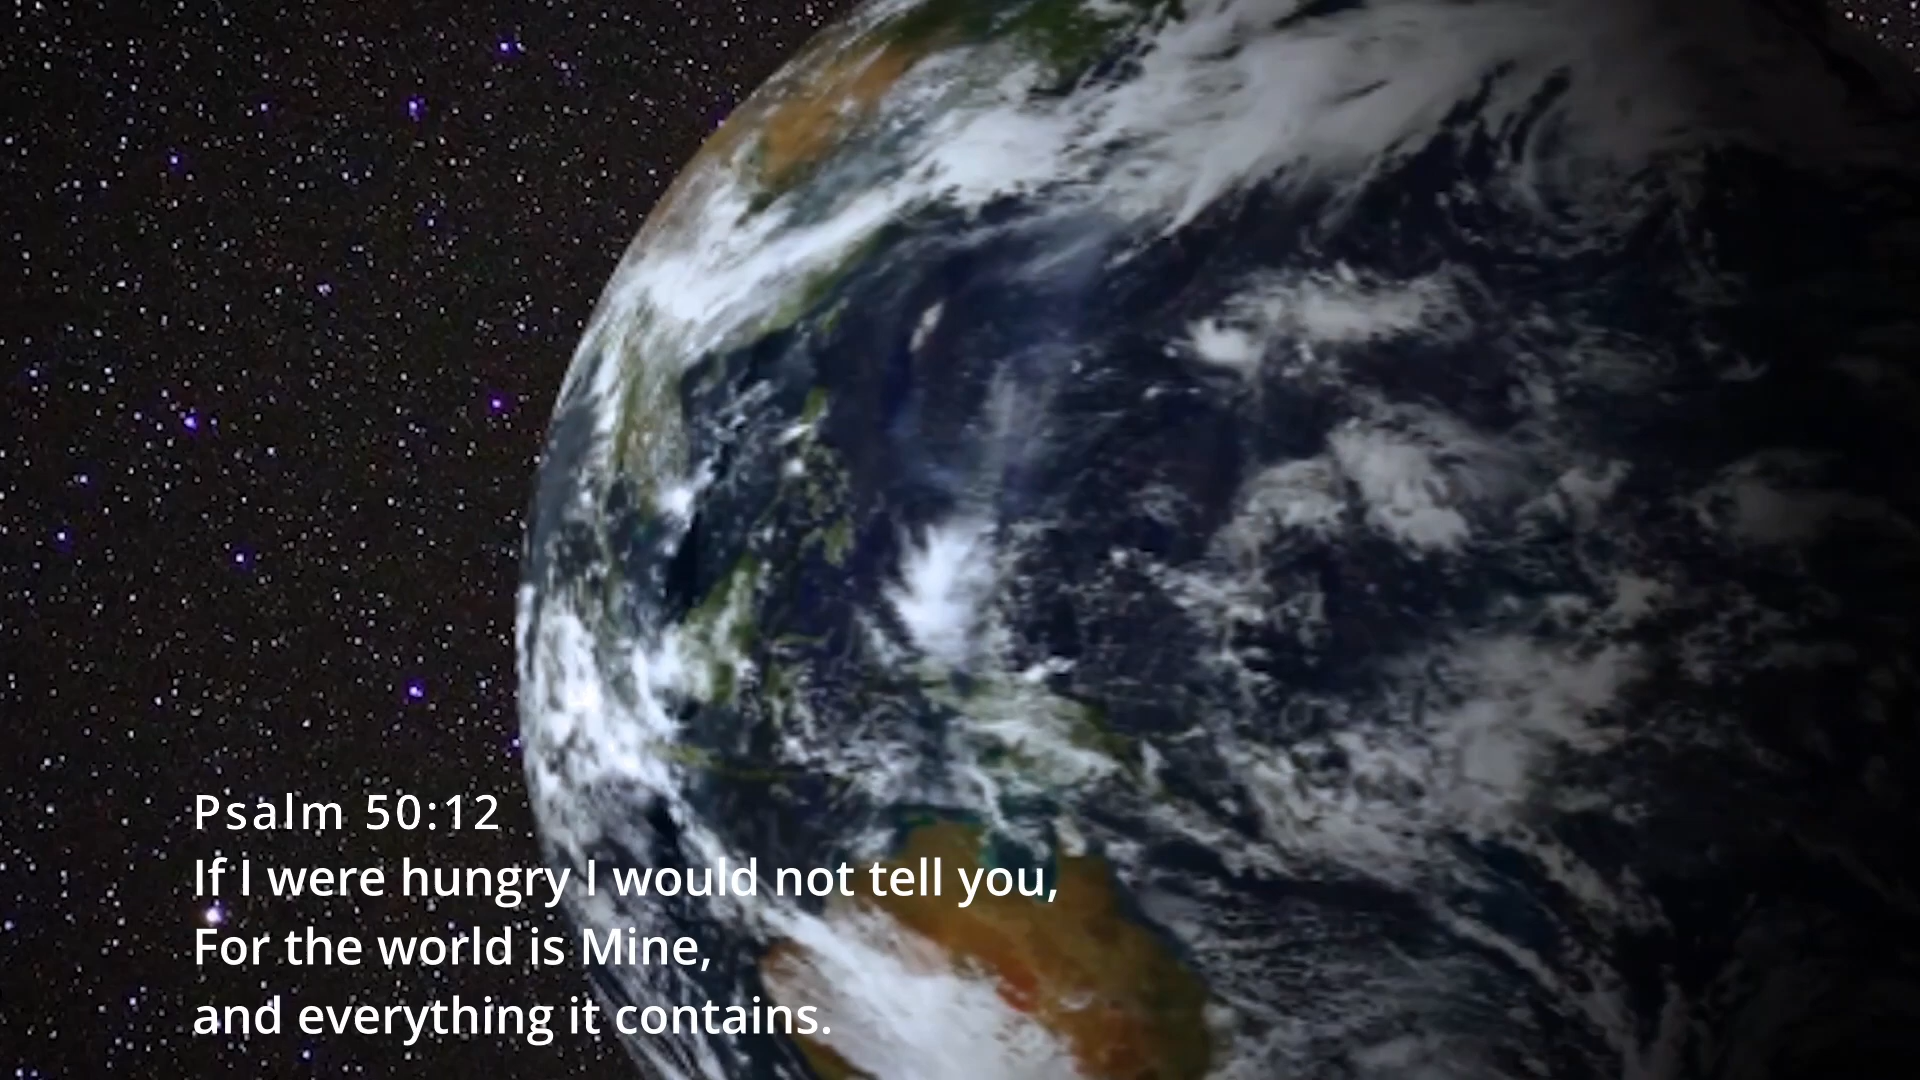 Psalm 50:12
If I were hungry I would not tell you,
For the world is Mine,
and everything it contains.